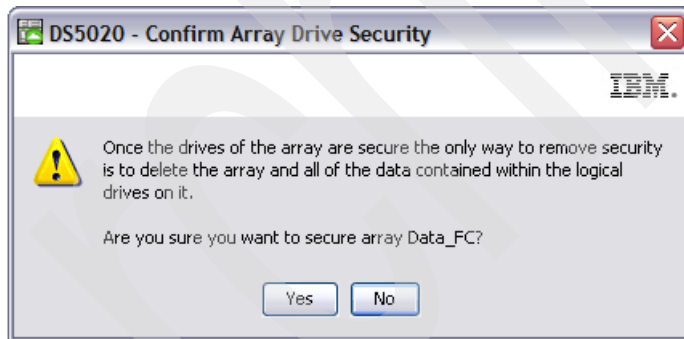 DS5020 - Confirm Array Drive Security
IBM.
Once the drives of the array are secure the only way to remove security
is to delete the array and all of the data contained within the logical
drives on it.
Are you sure you want to secure array Data_FC?
Yes No